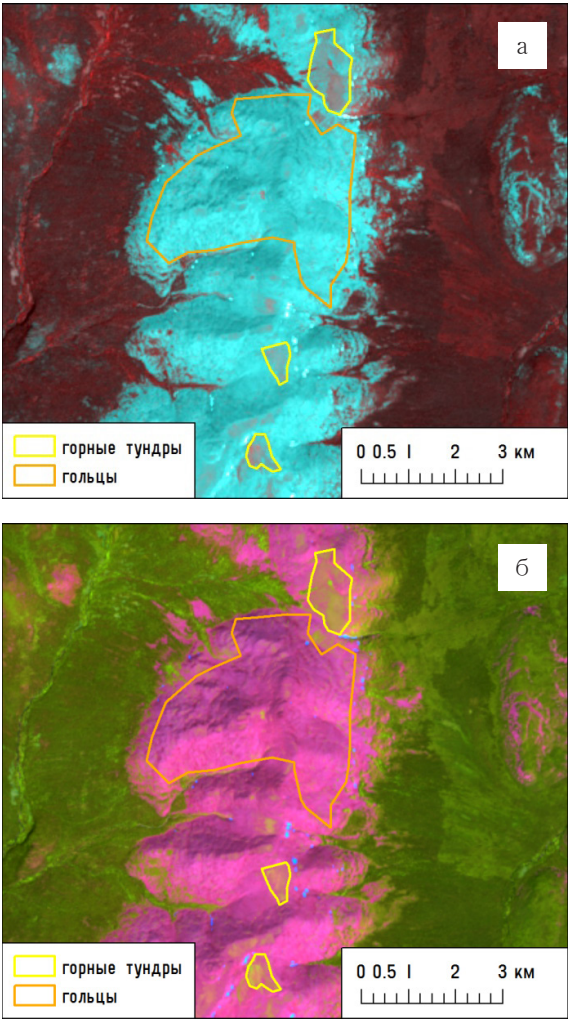 а
горные тундры
гольцы
0 0.5 1 2 3 км
б
горные тундры
гольцы
0 0.5 1 2 3 км